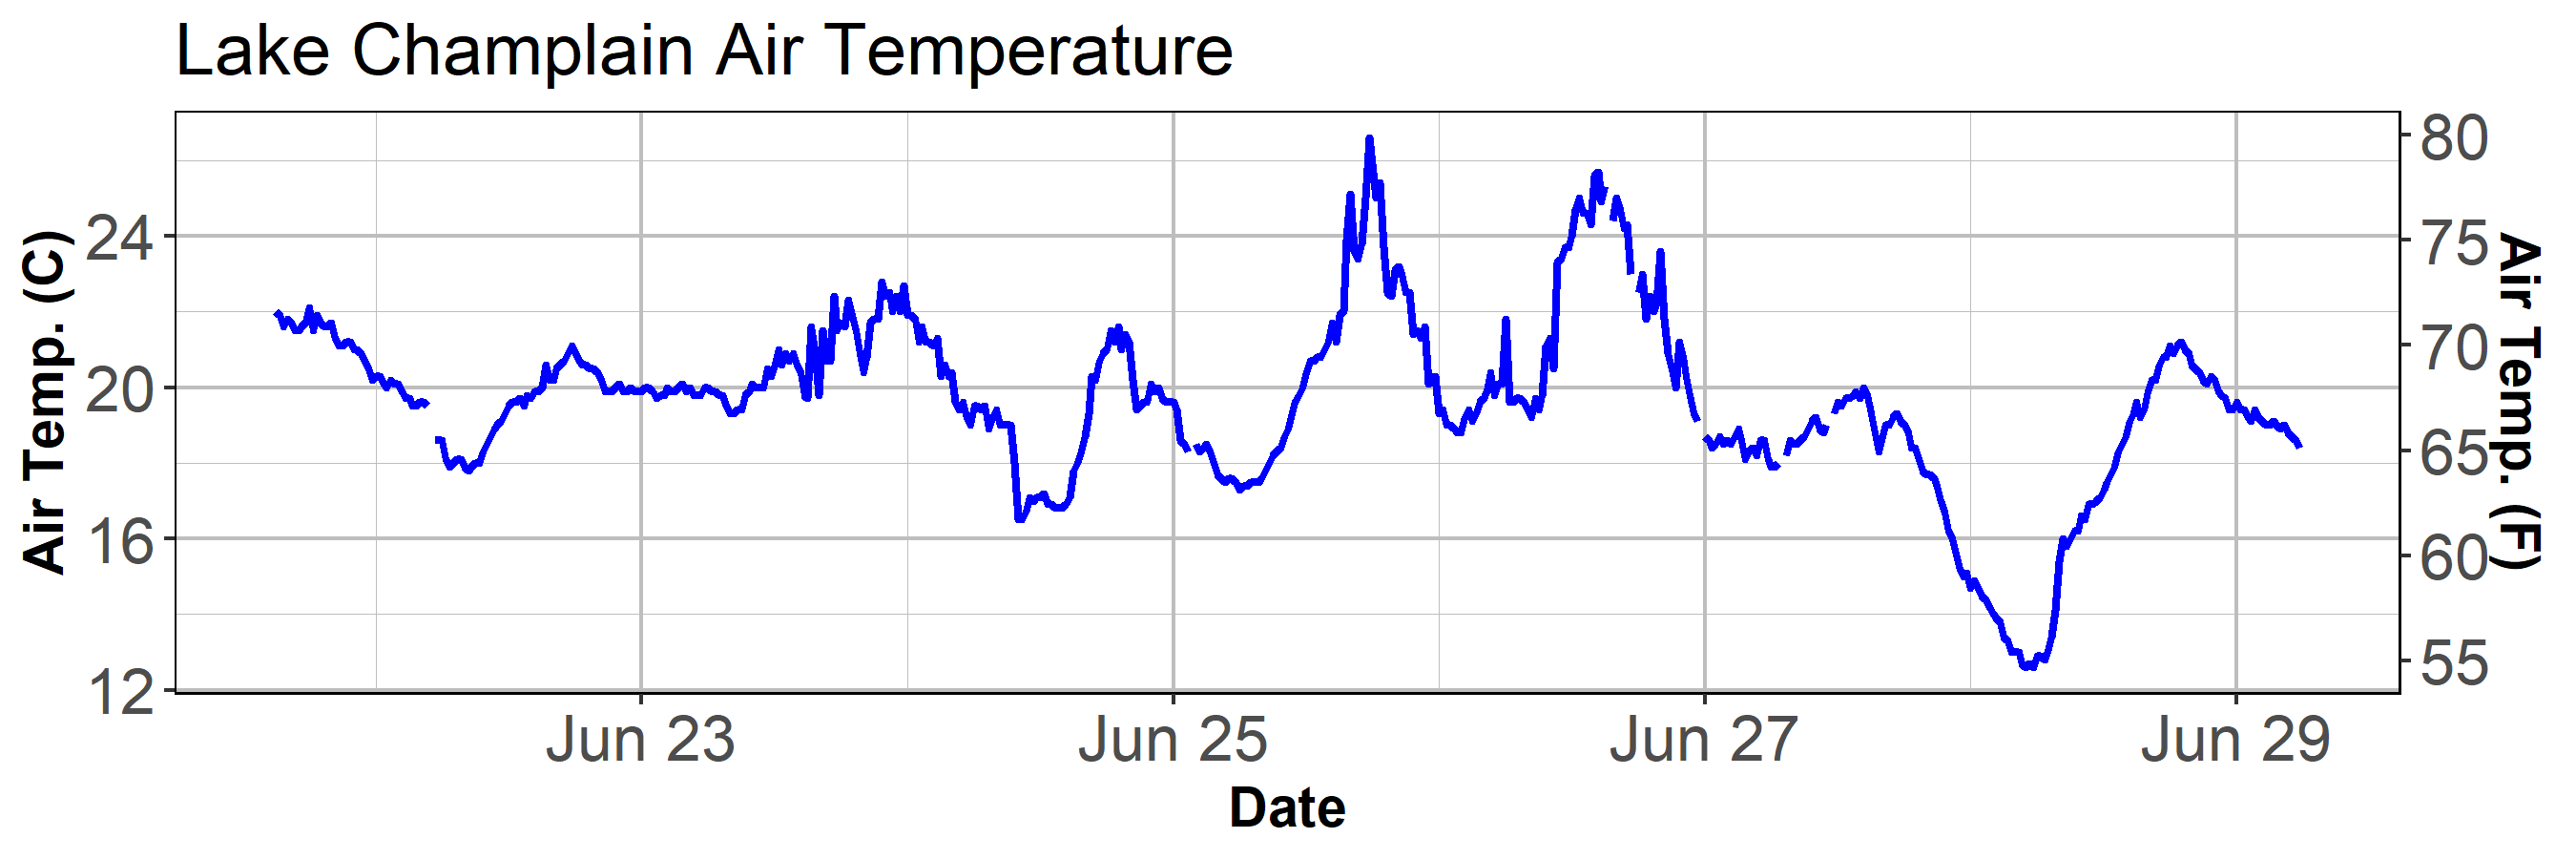 Lake Champlain Air Temperature
Air Temp. (C)
24
20
16
12
80
75
70
65
60
55
Air Temp. (F)
Jun 23
Jun 25
Jun 27
Jun 29
Date